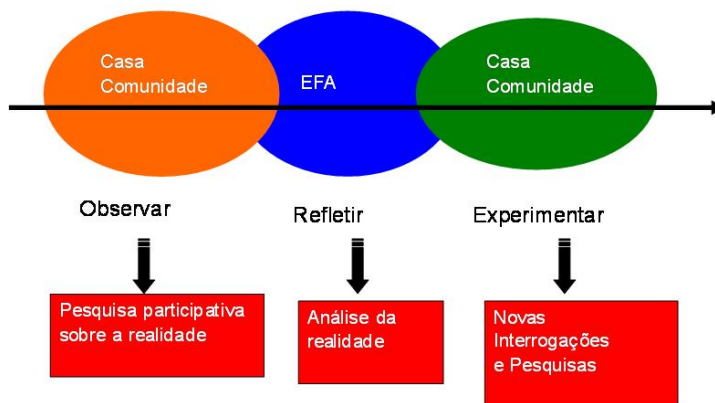 Casa
Comunidade
EFA
Casa
Comunidade
Observar
Refletir
Experimentar
Pesquisa participativa
sobre a realidade
Análise da
realidade
Novas
Interrogações
e Pesquisas